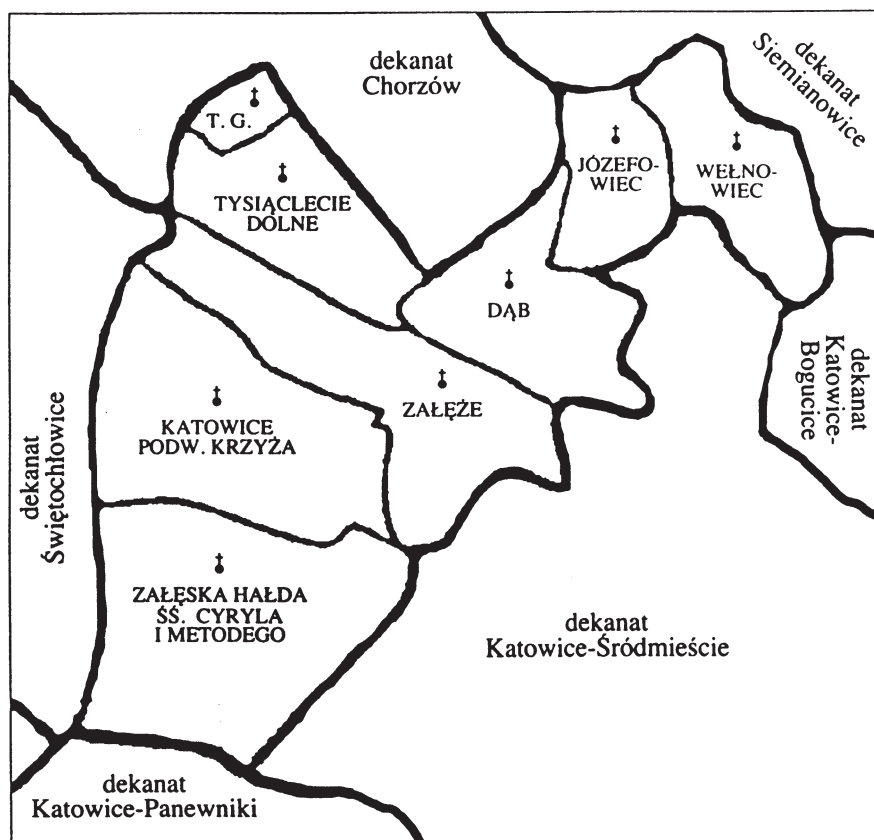 dekanat
Chorzów
dekanat
Siemianowice
T. G.
TYSIĄCLECIE
DOLNE
JÓZEFO-
WIEC
WEŁNO-
WIEC
DĄB
dekanat
Katowice-
Bogucice
ZAŁĘŻE
KATOWICE
PODW. KRZYŻA
dekanat
Świętochłowice
ZAŁĘSKA HAŁDA
ŚŚ. CYRYLA
I METODEGO
dekanat
Katowice-Śródmieście
dekanat
Katowice-Panewniki